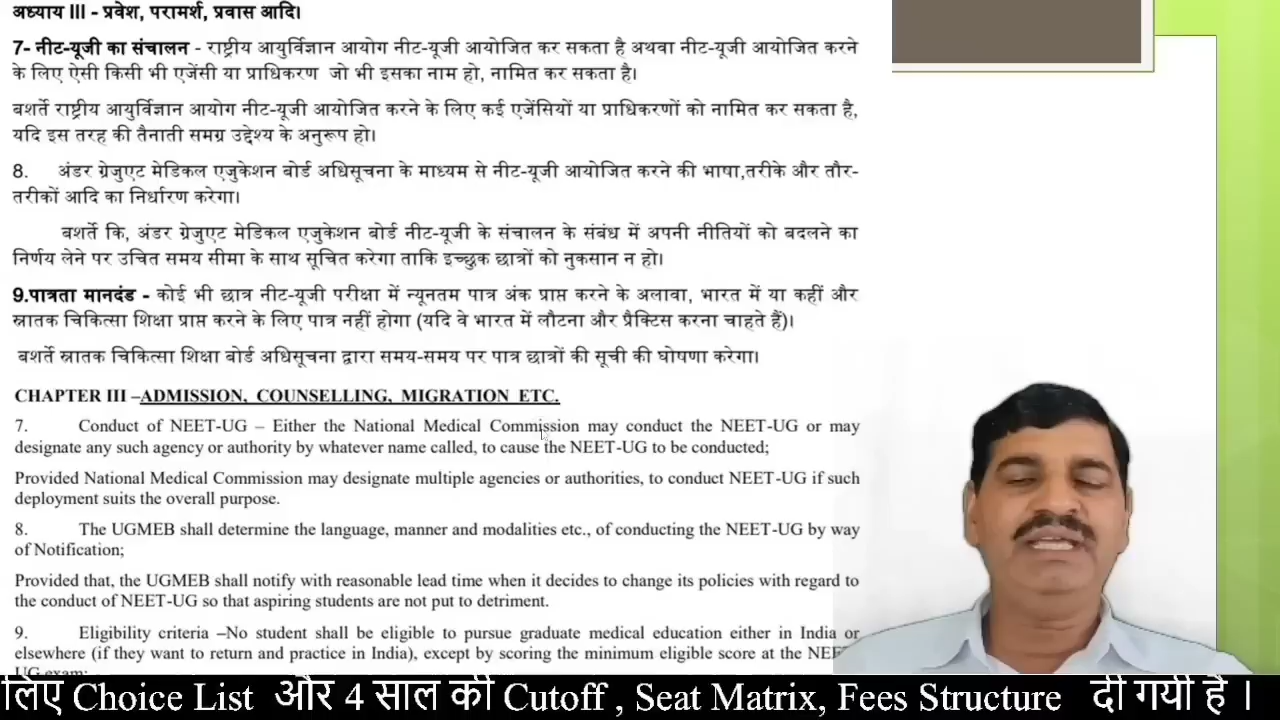 अध्याय III - प्रवेश, परामर्श, प्रवास आदि।
7- नीट-यूजी का संचालन - राष्ट्रीय आयुर्विज्ञान आयोग नीट-यूजी आयोजित कर सकता है अथवा नीट-यूजी आयोजित करने
के लिए ऐसी किसी भी एजेंसी या प्राधिकरण जो भी इसका नाम हो, नामित कर सकता है।
बशर्ते राष्ट्रीय आयुर्विज्ञान आयोग नीट-यूजी आयोजित करने के लिए कई एजेंसियों या प्राधिकरणों को नामित कर सकता है,
यदि इस तरह की तैनाती समग्र उद्देश्य के अनुरूप हो।
8. अंडर ग्रेजुएट मेडिकल एजुकेशन बोर्ड अधिसूचना के माध्यम से नीट-यूजी आयोजित करने की भाषा,तरीके और तौर-
तरीकों आदि का निर्धारण करेगा।
बशर्ते कि, अंडर ग्रेजुएट मेडिकल एजुकेशन बोर्ड नीट-यूजी के संचालन के संबंध में अपनी नीतियों को बदलने का
निर्णय लेने पर उचित समय सीमा के साथ सूचित करेगा ताकि इच्छुक छात्रों को नुकसान न हो।
9.पात्रता मानदंड - कोई भी छात्र नीट-यूजी परीक्षा में न्यूनतम पात्र अंक प्राप्त करने के अलावा, भारत में या कहीं और
स्नातक चिकित्सा शिक्षा प्राप्त करने के लिए पात्र नहीं होगा (यदि वे भारत में लौटना और प्रैक्टिस करना चाहते हैं)।
बशर्ते स्नातक चिकित्सा शिक्षा बोर्ड अधिसूचना द्वारा समय-समय पर पात्र छात्रों की सूची की घोषणा करेगा।
CHAPTER III –ADMISSION, COUNSELLING, MIGRATION ETC.
7. Conduct of NEET-UG – Either the National Medical Commission may conduct the NEET-UG or may
designate any such agency or authority by whatever name called, to cause the NEET-UG to be conducted;
Provided National Medical Commission may designate multiple agencies or authorities, to conduct NEET-UG if such
deployment suits the overall purpose.
8. The UGMEB shall determine the language, manner and modalities etc., of conducting the NEET-UG by way
of Notification;
Provided that, the UGMEB shall notify with reasonable lead time when it decides to change its policies with regard to
the conduct of NEET-UG so that aspiring students are not put to detriment.
9. Eligibility criteria –No student shall be eligible to pursue graduate medical education either in India or
elsewhere (if they want to return and practice in India), except by scoring the minimum eligible score at the NEET-
UG exam;
लिए Choice List और 4 साल की Cutoff , Seat Matrix, Fees Structure दी गयी है ।